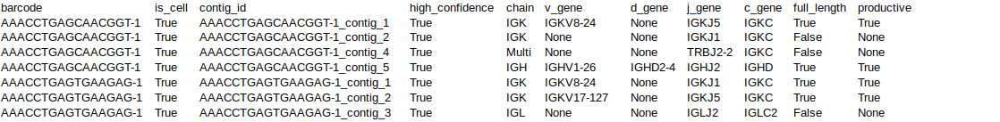 barcode is_cell contig_id high_confidence chain v_gene d_gene j_gene c_gene full_length productive
AAACCTGAGCAACGGT-1 True AAACCTGAGCAACGGT-1_contig_1 True IGK IGKV8-24 None IGKJ5 IGKC True True
AAACCTGAGCAACGGT-1 True AAACCTGAGCAACGGT-1_contig_2 True IGK None None IGKJ1 IGKC False None
AAACCTGAGCAACGGT-1 True AAACCTGAGCAACGGT-1_contig_4 True Multi None None TRBJ2-2 IGKC False None
AAACCTGAGCAACGGT-1 True AAACCTGAGCAACGGT-1_contig_5 True IGH IGHV1-26 IGHD2-4 IGHJ2 IGHD True True
AAACCTGAGTGAAGAG-1 True AAACCTGAGTGAAGAG-1_contig_1 True IGK IGKV8-24 None IGKJ1 IGKC True True
AAACCTGAGTGAAGAG-1 True AAACCTGAGTGAAGAG-1_contig_2 True IGK IGKV17-127 None IGKJ5 IGKC True True
AAACCTGAGTGAAGAG-1 True AAACCTGAGTGAAGAG-1_contig_3 True IGL None None IGLJ2 IGLC2 False None